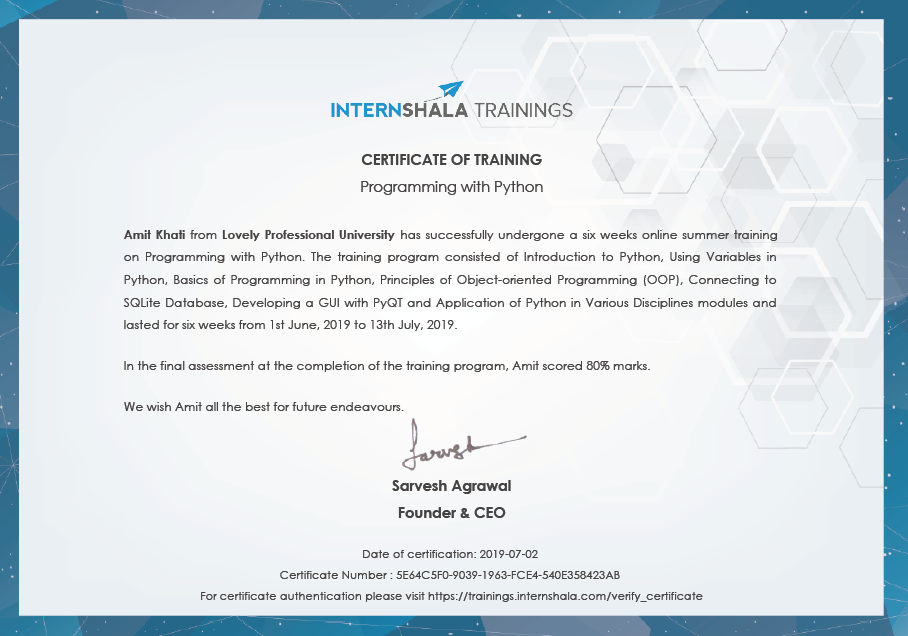 INTERNSHALA TRAININGS
CERTIFICATE OF TRAINING
Programming with Python
Amit Khati from Lovely Professional University has successfully undergone a six weeks online summer training
on Programming with Python. The training program consisted of Introduction to Python, Using Variables in
Python, Basics of Programming in Python, Principles of Object-oriented Programming (OOP), Connecting to
SQLite Database, Developing a GUI with PyQT and Application of Python in Various Disciplines modules and
lasted for six weeks from 1st June, 2019 to 13th July, 2019.
In the final assessment at the completion of the training program, Amit scored 80% marks.
We wish Amit all the best for future endeavours.
Sarvesh
Sarvesh Agrawal
Founder & CEO
Date of certification: 2019-07-02
Certificate Number : 5E64C5F0-9039-1963-FCE4-540E358423AB
For certificate authentication please visit https://trainings.internshala.com/verify_certificate